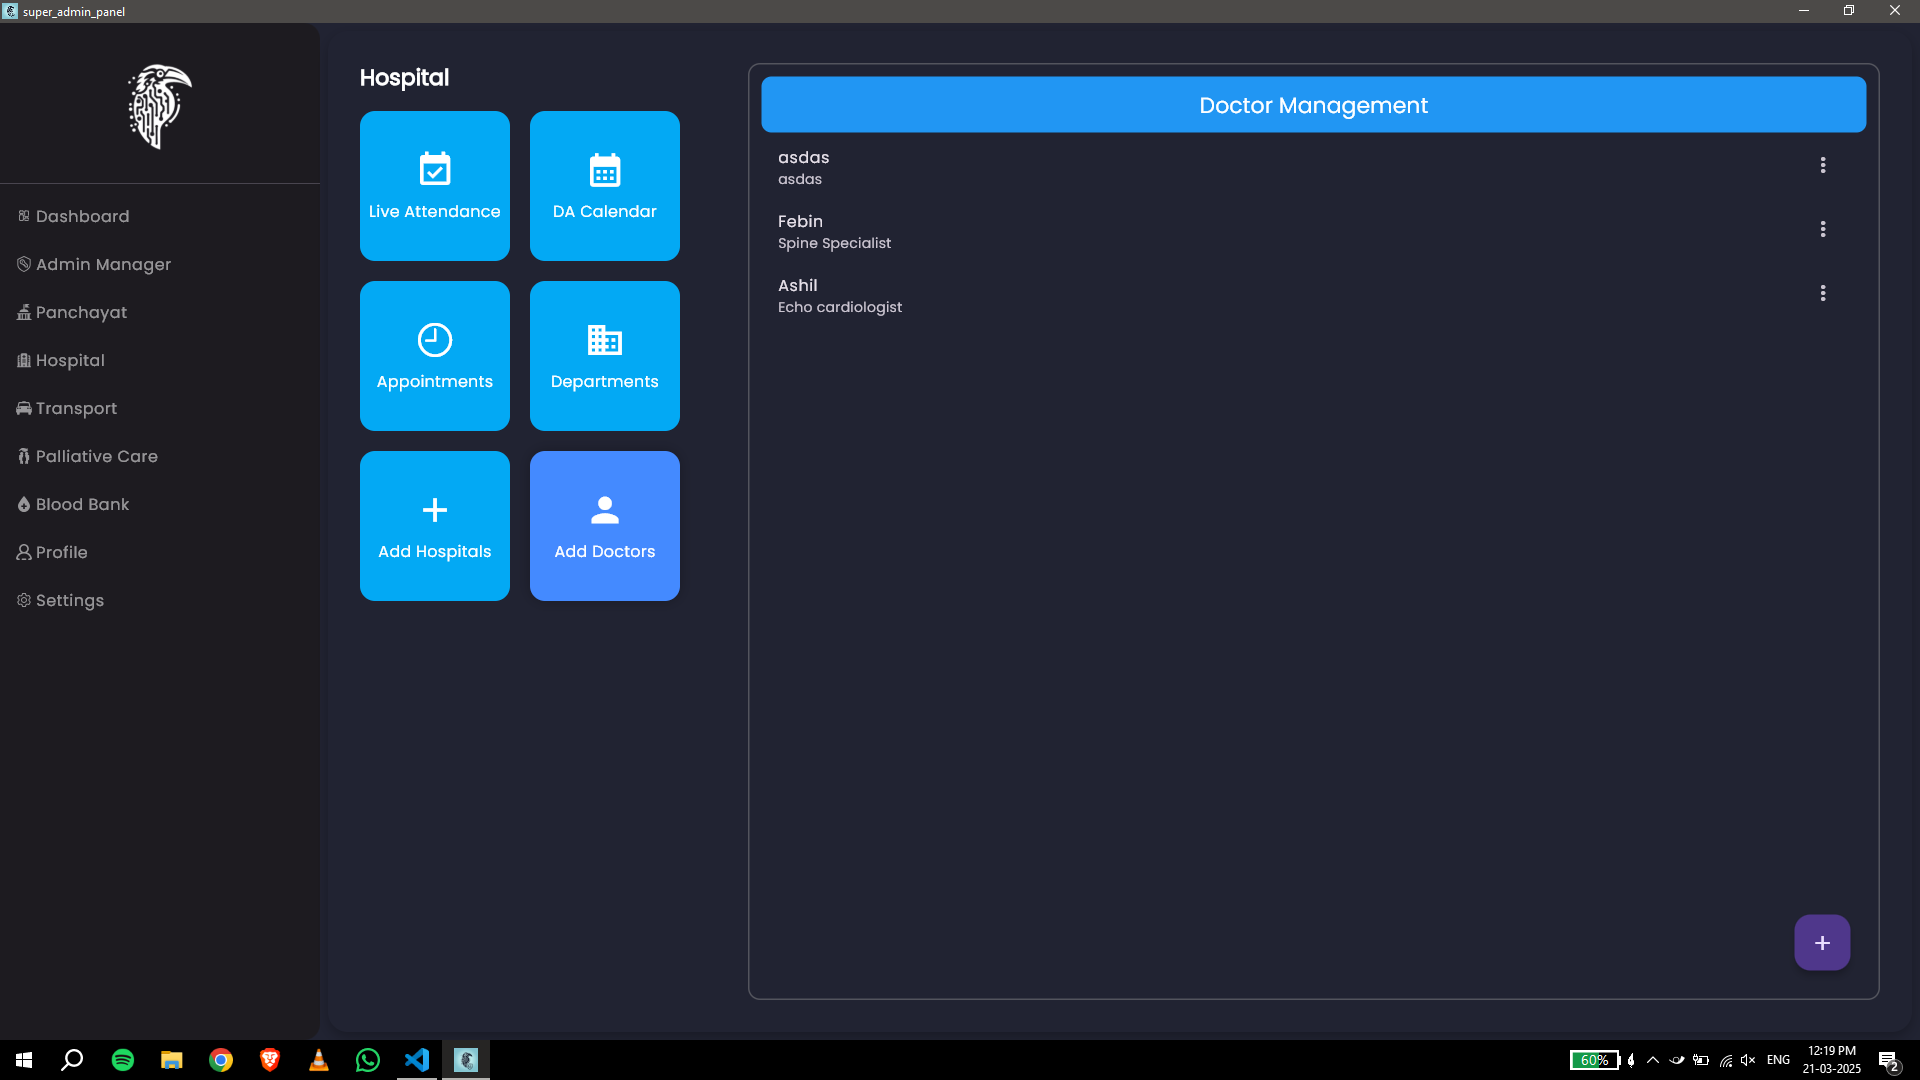 super_admin_panel
Dashboard
Admin Manager
Panchayat
Hospital
Transport
Palliative Care
Blood Bank
Profile
Settings
Hospital
Live Attendance
DA Calendar
Appointments
Departments
Add Hospitals
Add Doctors
Doctor Management
asdas
asdas
Febin
Spine Specialist
Ashil
Echo cardiologist
60%
ENG
12:19 PM
21-03-2025
2